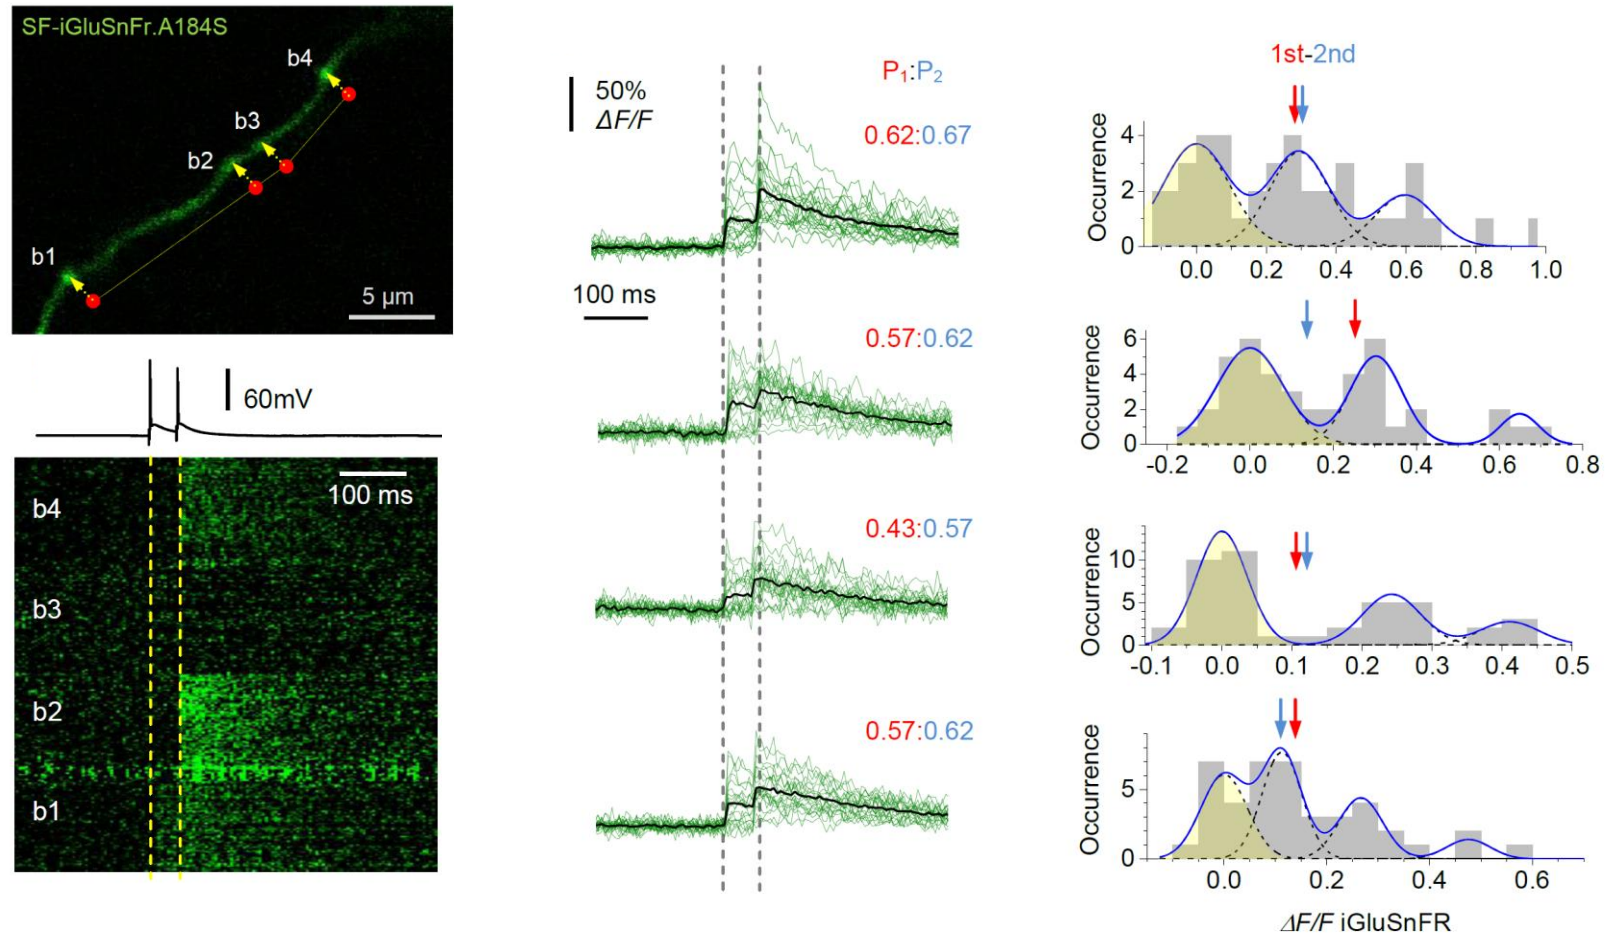 SF-iGluSnFr.A184S
b4
b3
b2
b1
5 µm
60mV
100 ms
b4
b3
b2
b1
50%
ΔF/F
100 ms
P₁:P₂
0.62:0.67
0.57:0.62
0.43:0.57
0.57:0.62
1st-2nd
Occurrence
4
2
0
0.0 0.2 0.4 0.6 0.8 1.0
Occurrence
6
4
2
0
-0.2 0.0 0.2 0.4 0.6 0.8
Occurrence
10
5
0
-0.1 0.0 0.1 0.2 0.3 0.4 0.5
Occurrence
5
0
0.0 0.2 0.4 0.6
ΔF/F iGluSnFR